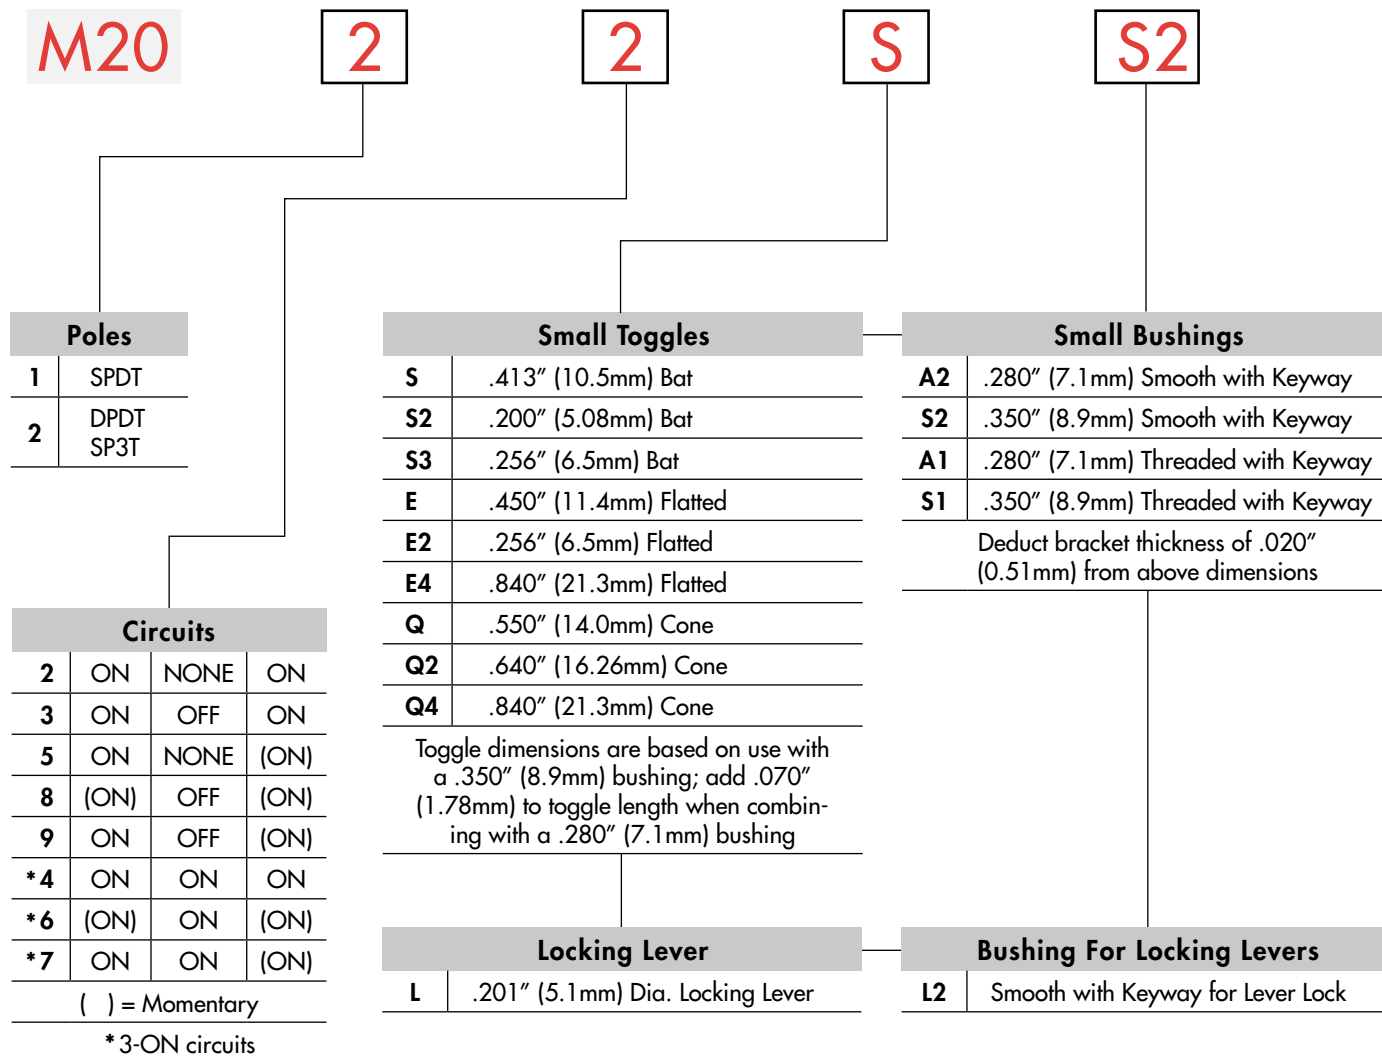 M20 2 2 S S2
Poles
1 SPDT
2 DPDT
SP3T
Circuits
2 ON NONE ON
3 ON OFF ON
5 ON NONE (ON)
8 (ON) OFF (ON)
9 ON OFF (ON)
*4 ON ON ON
*6 (ON) ON (ON)
*7 ON ON (ON)
( ) = Momentary
*3-ON circuits
Small Toggles
S .413" (10.5mm) Bat
S2 .200" (5.08mm) Bat
S3 .256" (6.5mm) Bat
E .450" (11.4mm) Flatted
E2 .256" (6.5mm) Flatted
E4 .840" (21.3mm) Flatted
Q .550" (14.0mm) Cone
Q2 .640" (16.26mm) Cone
Q4 .840" (21.3mm) Cone
Toggle dimensions are based on use with
a .350" (8.9mm) bushing; add .070"
(1.78mm) to toggle length when combin-
ing with a .280" (7.1mm) bushing
Locking Lever
L .201" (5.1mm) Dia. Locking Lever
Small Bushings
A2 .280" (7.1mm) Smooth with Keyway
S2 .350" (8.9mm) Smooth with Keyway
A1 .280" (7.1mm) Threaded with Keyway
S1 .350" (8.9mm) Threaded with Keyway
Deduct bracket thickness of .020"
(0.51mm) from above dimensions
Bushing For Locking Levers
L2 Smooth with Keyway for Lever Lock